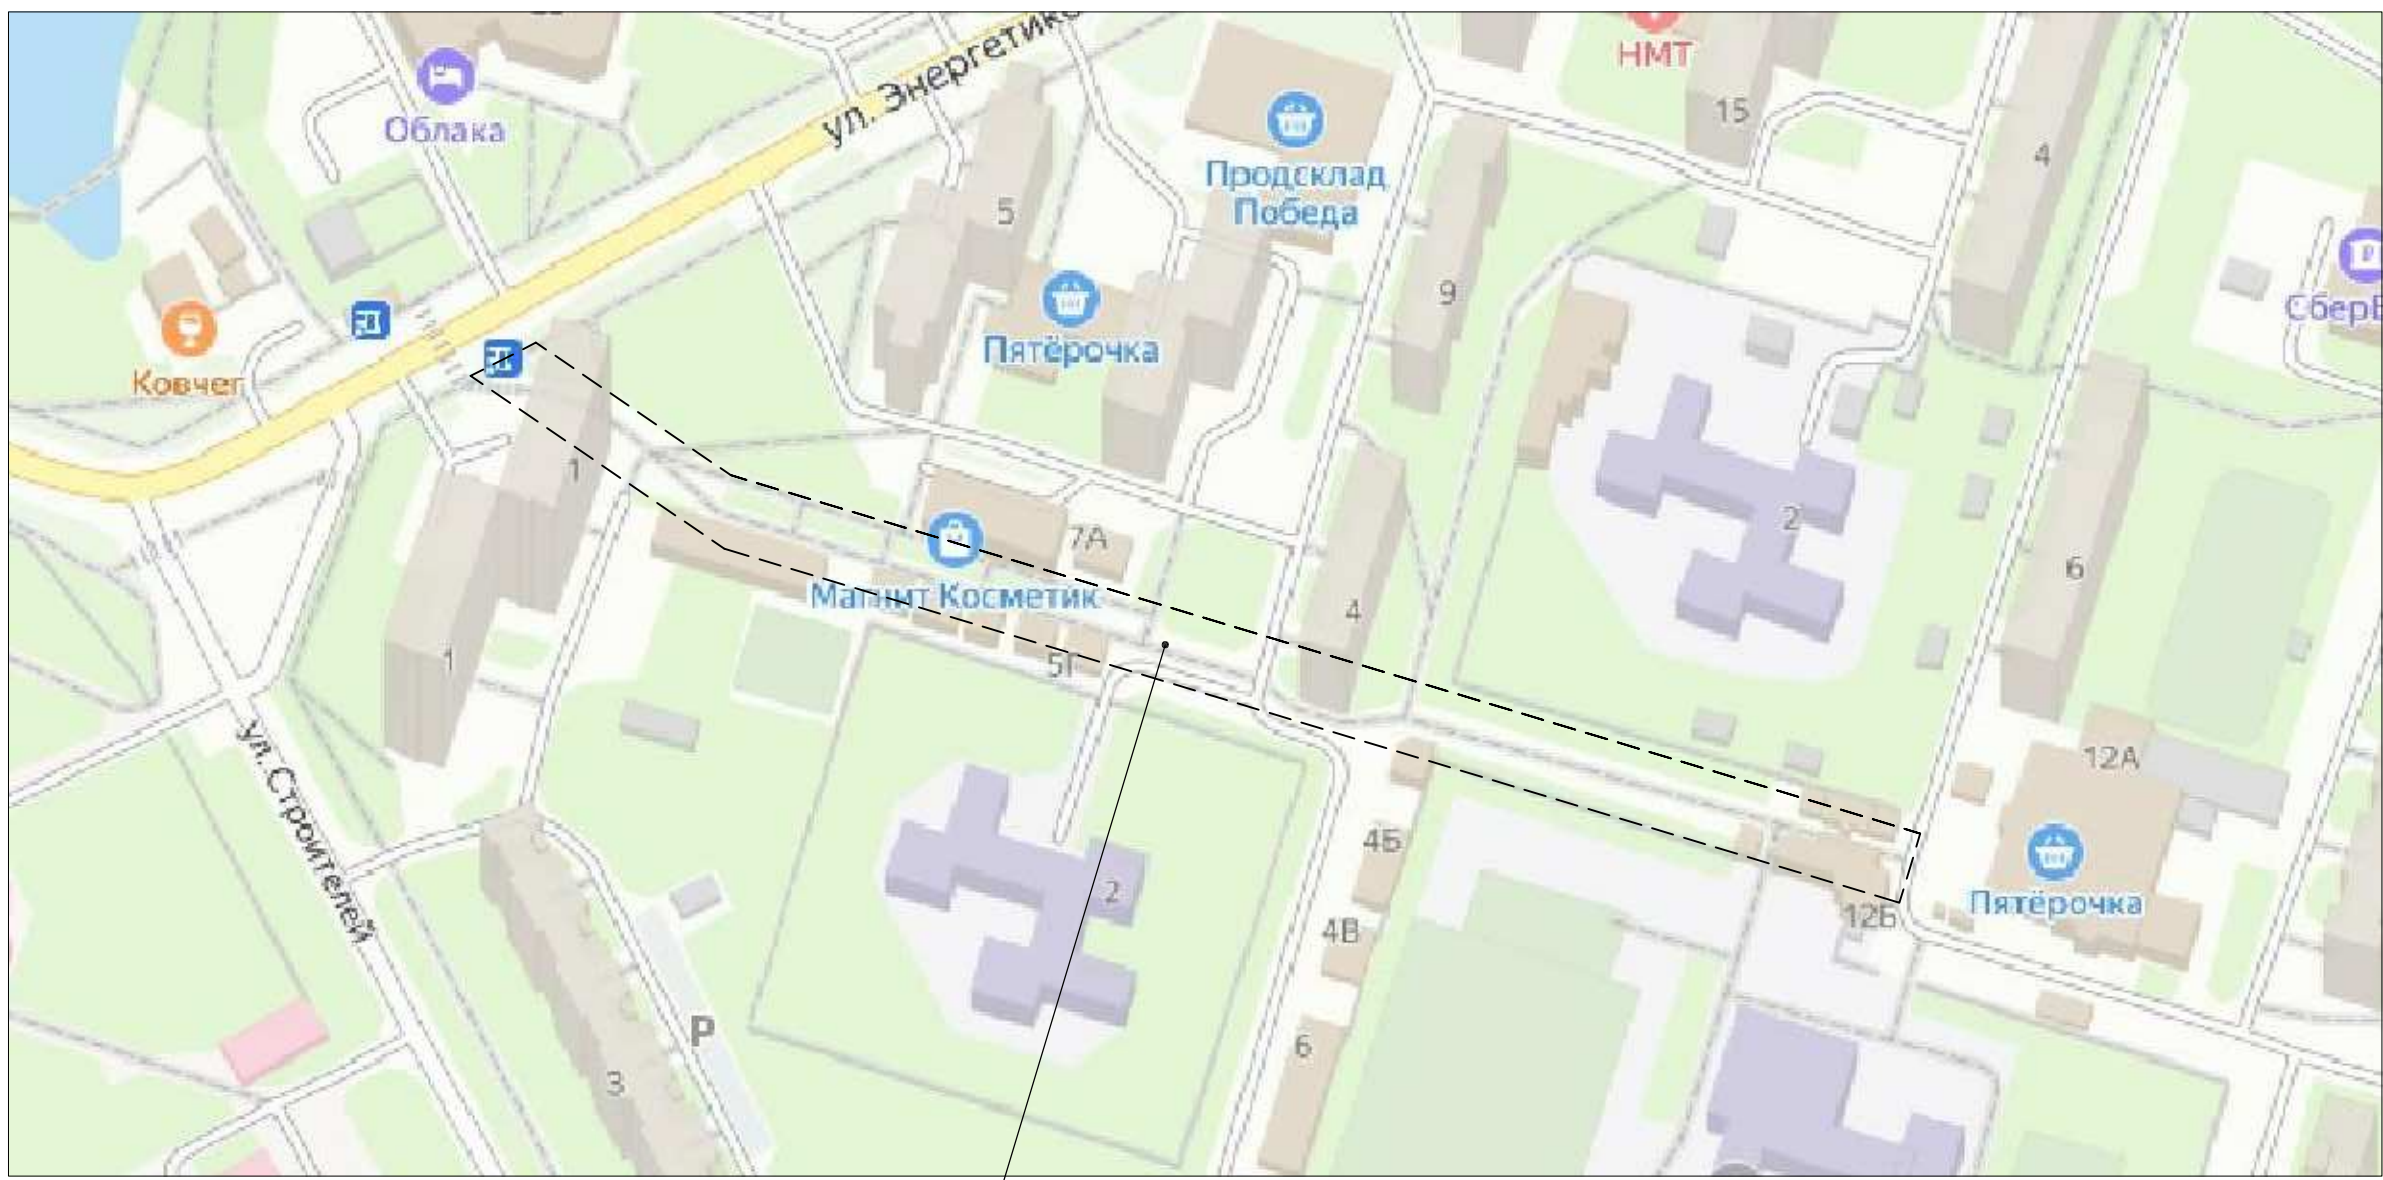 ул. Энергетико
НМТ
15
Облака
4
Продсклад
Победа
5
9
СберБ
Пятёрочка
Ковчег
1
2
7А
6
Магнит Косметик
4
5Г
1
12А
ул. Строителей
4Б
2
Пятёрочка
12Б
4В
Р
6
3